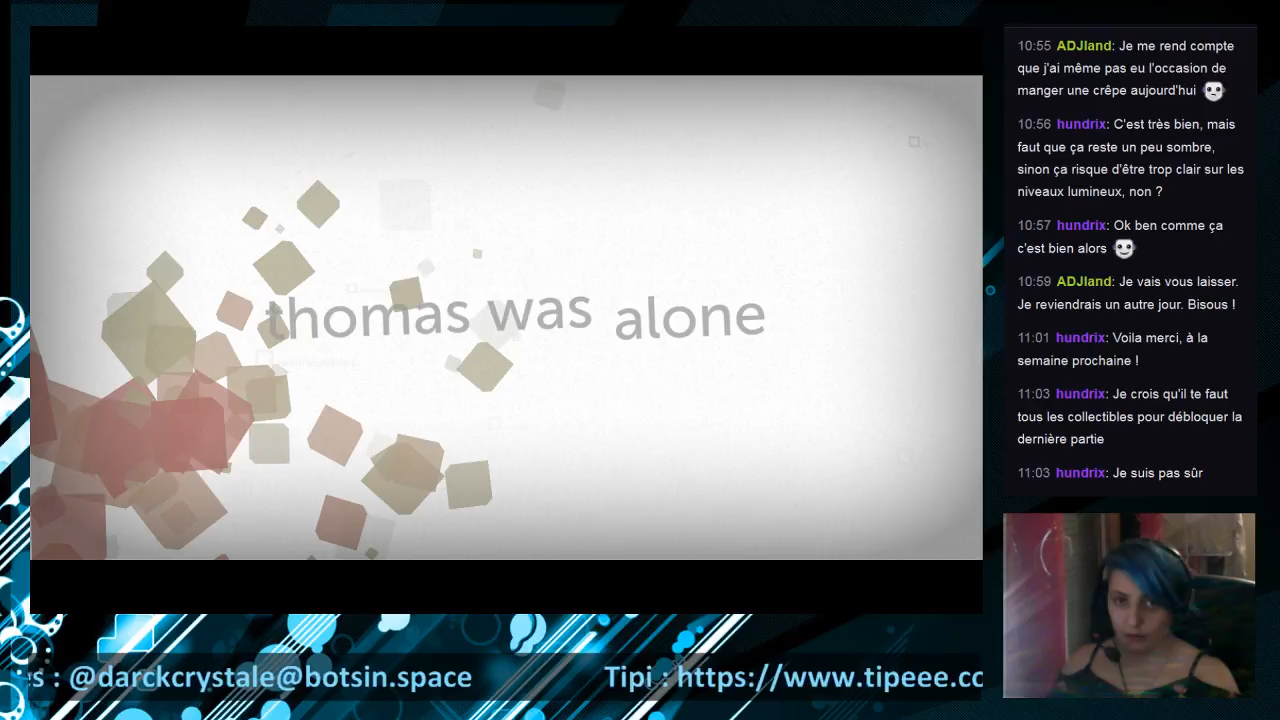 thomas was alone
10:55 ADJland: Je me rend compte
que j'ai même pas eu l'occasion de
manger une crêpe aujourd'hui
10:56 hundrix: C'est très bien, mais
faut que ça reste un peu sombre,
sinon ça risque d'être trop clair sur les
niveaux lumineux, non ?
10:57 hundrix: Ok ben comme ça
c'est bien alors
10:59 ADJland: Je vais vous laisser.
Je reviendrais un autre jour. Bisous !
11:01 hundrix: Voila merci, à la
semaine prochaine !
11:03 hundrix: Je crois qu'il te faut
tous les collectibles pour débloquer la
dernière partie
11:03 hundrix: Je suis pas sûr
s : @darckcrystale@botsin.space
Tipi : https://www.tipeee.cc